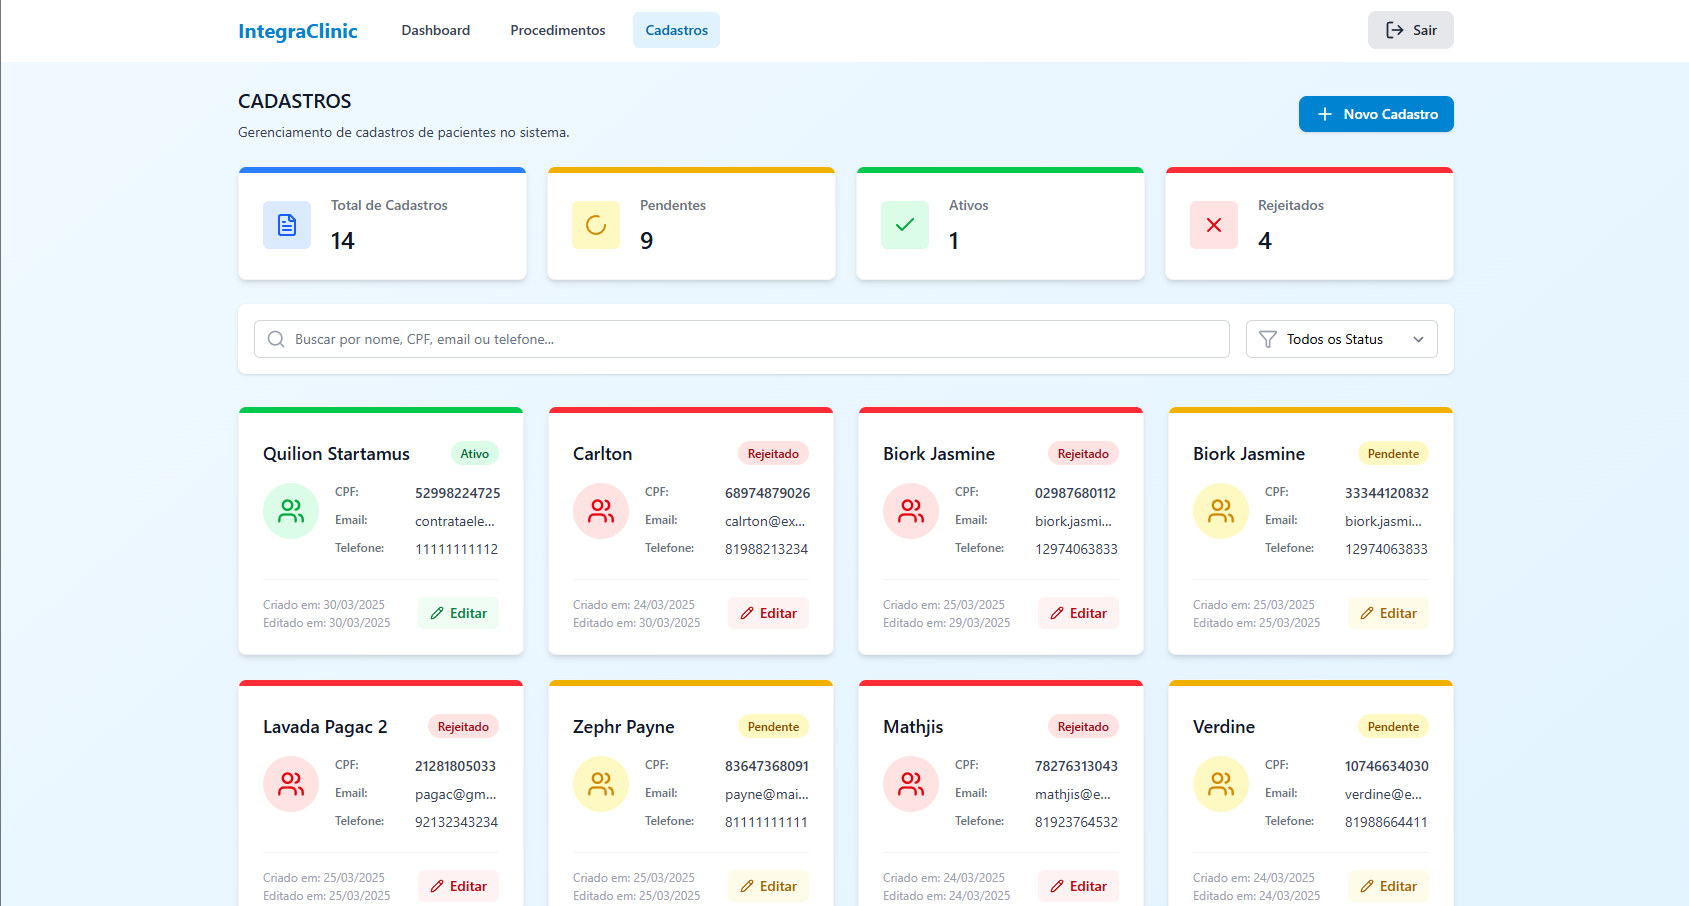 IntegraClinic Dashboard Procedimentos Cadastros Sair
CADASTROS
Gerenciamento de cadastros de pacientes no sistema.
Novo Cadastro
Total de Cadastros
14
Pendentes
9
Ativos
1
Rejeitados
4
Buscar por nome, CPF, email ou telefone...
Todos os Status
Quilion Startamus Ativo
CPF: 52998224725
Email: contrataele...
Telefone: 11111111112
Criado em: 30/03/2025
Editado em: 30/03/2025
Editar
Carlton Rejeitado
CPF: 68974879026
Email: calrton@ex...
Telefone: 81988213234
Criado em: 24/03/2025
Editado em: 30/03/2025
Editar
Biork Jasmine Rejeitado
CPF: 02987680112
Email: biork.jasmi...
Telefone: 12974063833
Criado em: 25/03/2025
Editado em: 29/03/2025
Editar
Biork Jasmine Pendente
CPF: 33344120832
Email: biork.jasmi...
Telefone: 12974063833
Criado em: 25/03/2025
Editado em: 25/03/2025
Editar
Lavada Pagac 2 Rejeitado
CPF: 21281805033
Email: pagac@gm...
Telefone: 92132343234
Criado em: 25/03/2025
Editado em: 25/03/2025
Editar
Zephr Payne Pendente
CPF: 83647368091
Email: payne@mai...
Telefone: 81111111111
Criado em: 25/03/2025
Editado em: 25/03/2025
Editar
Mathjis Rejeitado
CPF: 78276313043
Email: mathjis@e...
Telefone: 81923764532
Criado em: 24/03/2025
Editado em: 24/03/2025
Editar
Verdine Pendente
CPF: 10746634030
Email: verdine@e...
Telefone: 81988664411
Criado em: 24/03/2025
Editado em: 24/03/2025
Editar